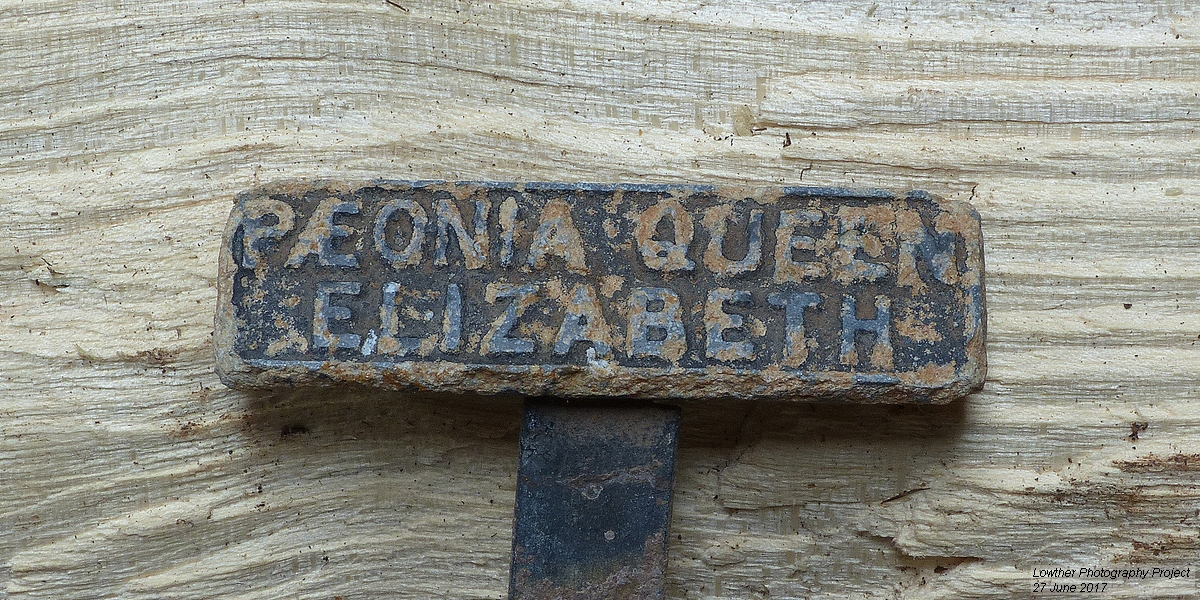 PÆONIA QUEEN
ELIZABETH
Lowther Photography Project
27 June 2017